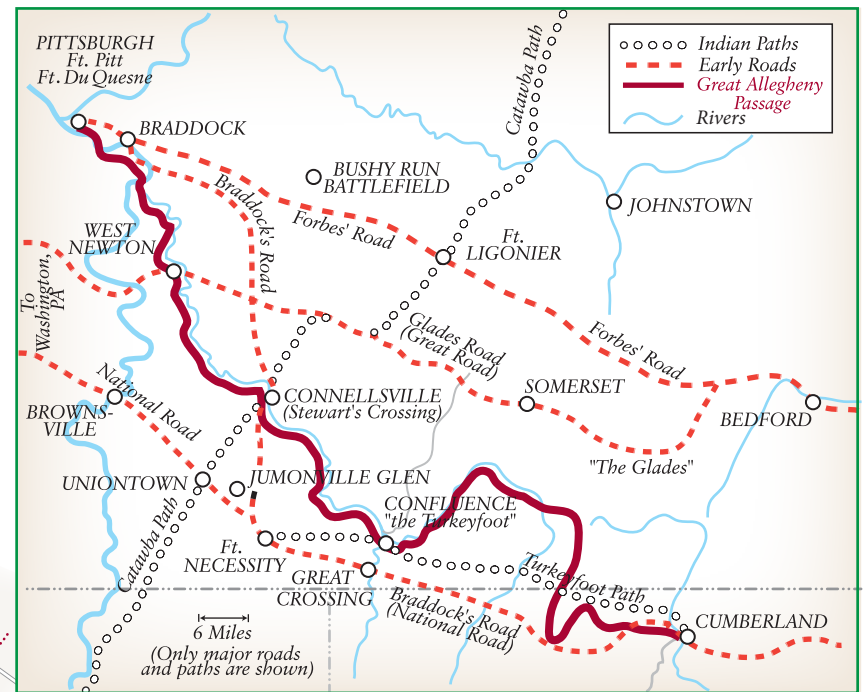 PITTSBURGH
Ft. Pitt
Ft. Du Quesne
Catawba Path
Indian Paths
Early Roads
Great Allegheny
Passage
Rivers
BRADDOCK
BUSHY RUN
BATTLEFIELD
JOHNSTOWN
Braddock's Road
Forbes' Road
WEST
NEWTON
Ft.
LIGONIER
To
Washington,
PA
Glades Road
(Great Road)
Forbes' Road
National Road
CONNELLSVILLE
(Stewart's Crossing)
SOMERSET
BROWNS-
VILLE
BEDFORD
"The Glades"
UNIONTOWN
JUMONVILLE GLEN
CONFLUENCE
"the Turkeyfoot"
Catawba Path
Ft.
NECESSITY
GREAT
CROSSING
Turkeyfoot Path
Braddock's Road
(National Road)
CUMBERLAND
6 Miles
(Only major roads
and paths are shown)